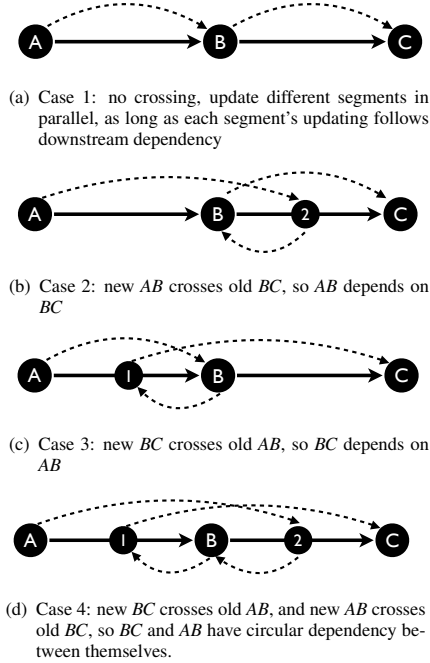 A B C
(a) Case 1: no crossing, update different segments in
parallel, as long as each segment's updating follows
downstream dependency
A B 2 C
(b) Case 2: new AB crosses old BC, so AB depends on
BC
A 1 B C
(c) Case 3: new BC crosses old AB, so BC depends on
AB
A 1 B 2 C
(d) Case 4: new BC crosses old AB, and new AB crosses
old BC, so BC and AB have circular dependency be-
tween themselves.